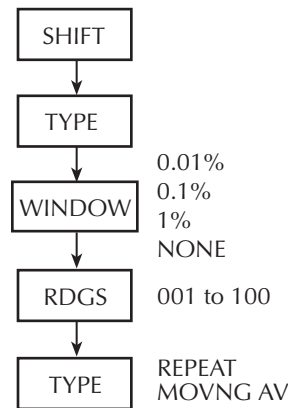 SHIFT
TYPE
0.01%
0.1%
WINDOW
1%
NONE
RDGS 001 to 100
REPEAT
TYPE
MOVNG AV